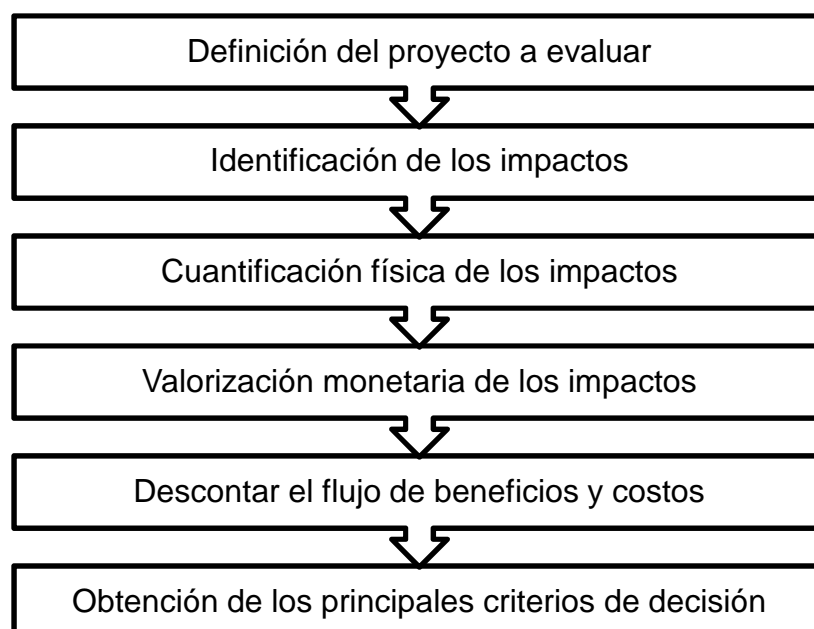 Definición del proyecto a evaluar
Identificación de los impactos
Cuantificación física de los impactos
Valorización monetaria de los impactos
Descontar el flujo de beneficios y costos
Obtención de los principales criterios de decisión